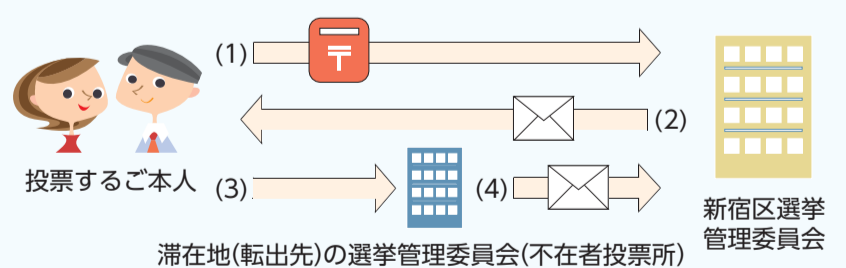 (1)
〒
(2)
投票するご本人
(3)
(4)
新宿区選挙
管理委員会
滞在地(転出先)の選挙管理委員会(不在者投票所)